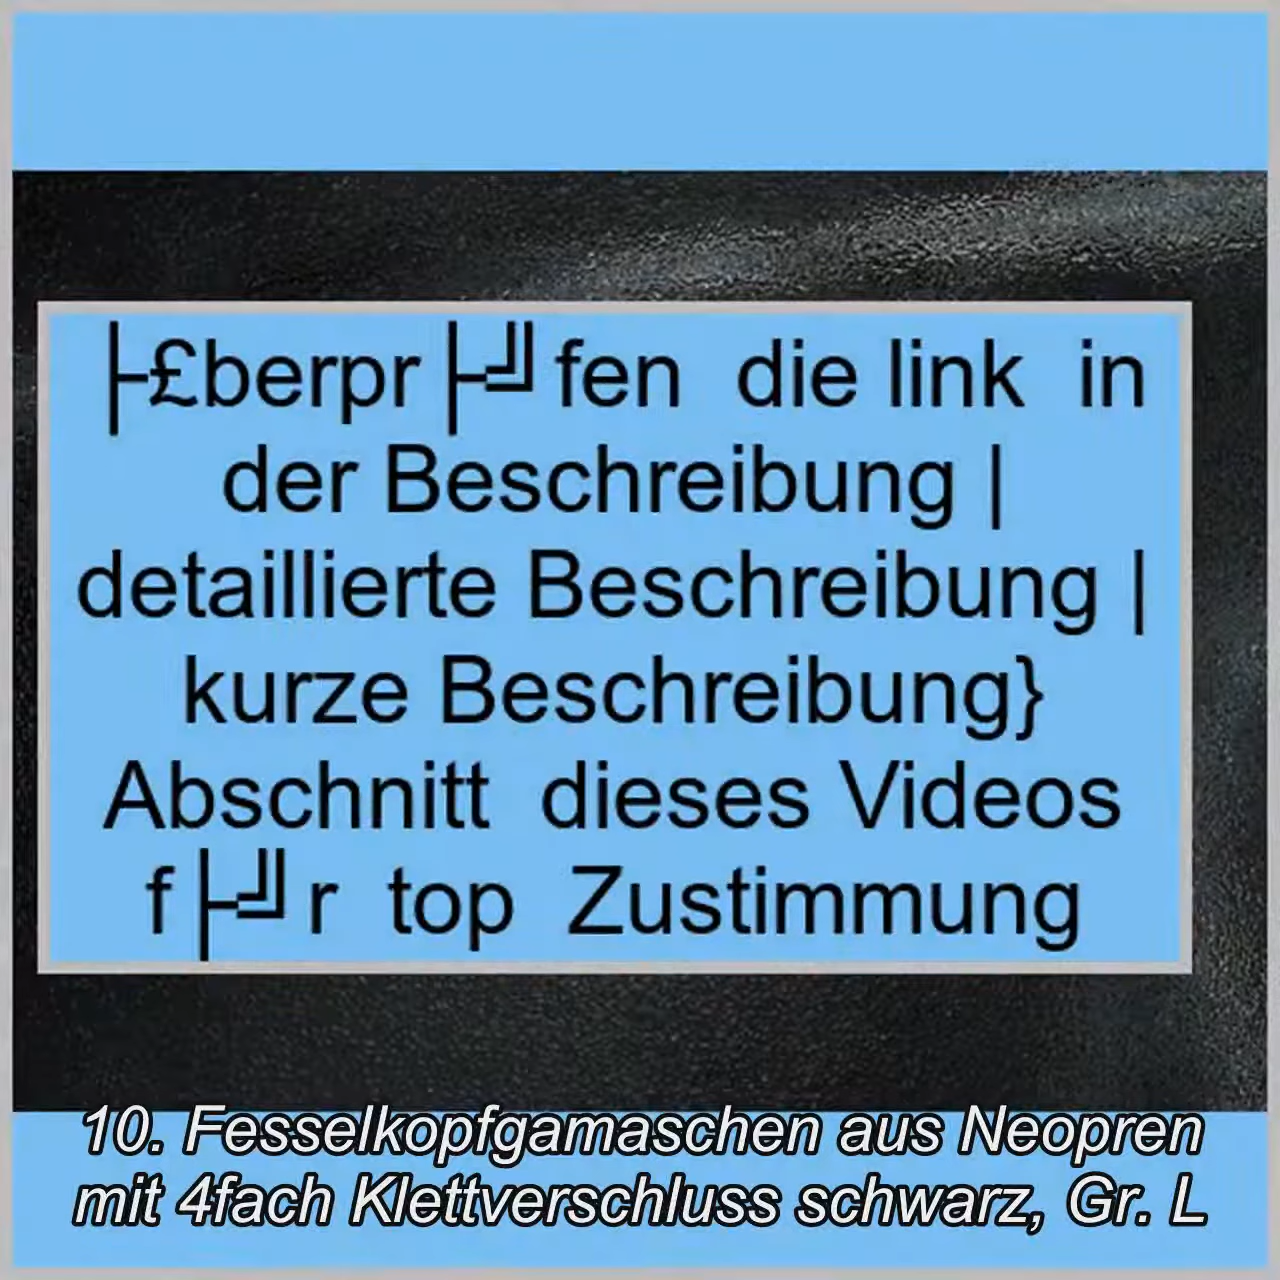 ├£berpr├╝fen die link in
der Beschreibung |
detaillierte Beschreibung |
kurze Beschreibung}
Abschnitt dieses Videos
f├╝r top Zustimmung
10. Fesselkopfgamaschen aus Neopren
mit 4fach Klettverschluss schwarz, Gr. L